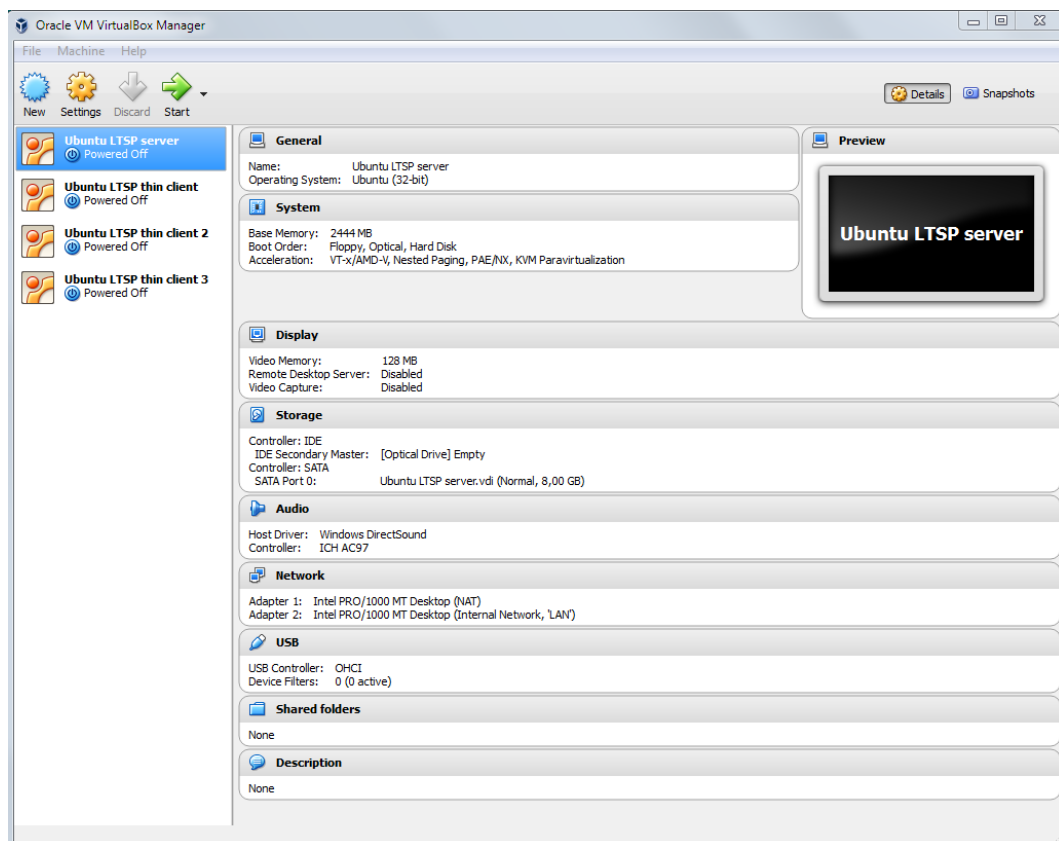 Oracle VM VirtualBox Manager
File Machine Help
New Settings Discard Start
Details Snapshots
Ubuntu LTSP server
Powered Off
Ubuntu LTSP thin client
Powered Off
Ubuntu LTSP thin client 2
Powered Off
Ubuntu LTSP thin client 3
Powered Off
General
Name: Ubuntu LTSP server
Operating System: Ubuntu (32-bit)
System
Base Memory: 2444 MB
Boot Order: Floppy, Optical, Hard Disk
Acceleration: VT-x/AMD-V, Nested Paging, PAE/NX, KVM Paravirtualization
Preview
Ubuntu LTSP server
Display
Video Memory: 128 MB
Remote Desktop Server: Disabled
Video Capture: Disabled
Storage
Controller: IDE
IDE Secondary Master: [Optical Drive] Empty
Controller: SATA
SATA Port 0: Ubuntu LTSP server.vdi (Normal, 8,00 GB)
Audio
Host Driver: Windows DirectSound
Controller: ICH AC97
Network
Adapter 1: Intel PRO/1000 MT Desktop (NAT)
Adapter 2: Intel PRO/1000 MT Desktop (Internal Network, 'LAN')
USB
USB Controller: OHCI
Device Filters: 0 (0 active)
Shared folders
None
Description
None